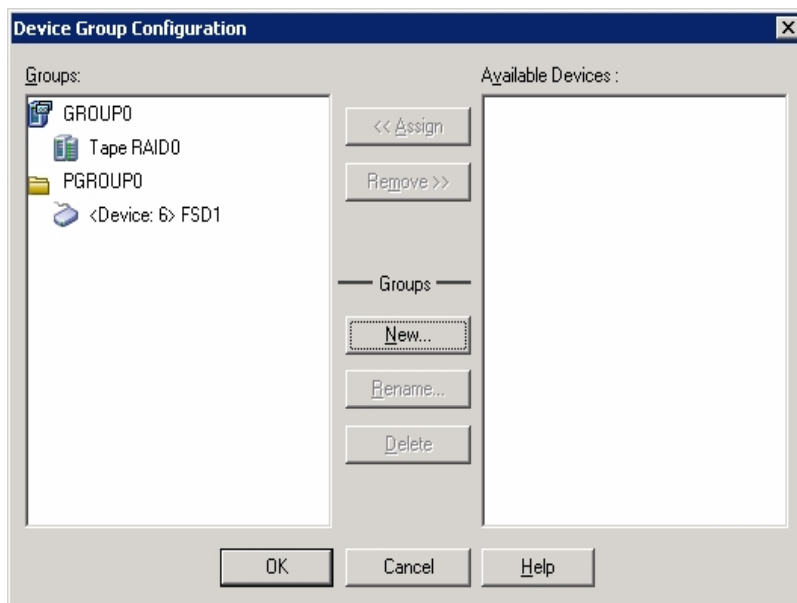 Device Group Configuration
Groups:
GROUP0
Tape RAID0
PGROUP0
<Device: 6> FSD1
<< Assign
Remove >>
Groups
New...
Rename...
Delete
Available Devices :
OK
Cancel
Help